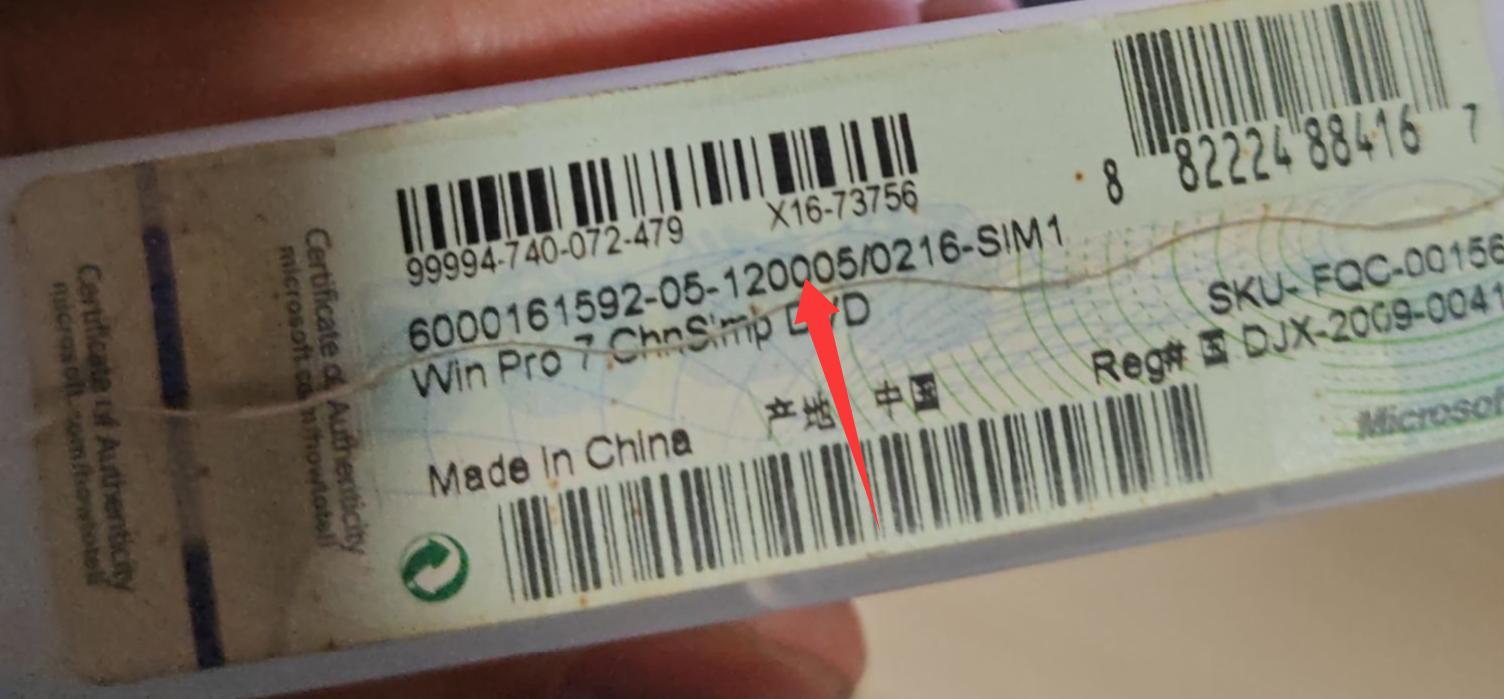 99994-740-072-479 X16-73756
8 82224 88416 7
6000161592-05-120005/0216-SIM1
Win Pro 7 ChnSimp DVD
SKU- FQC-00156
Reg# 国 DJX-2009-0041
Made In China
产地 中国
Microsof
Certificate of Authenticity
microsoft.com/howtotell
Certificate of Authenticity
microsoft.com/howtotell